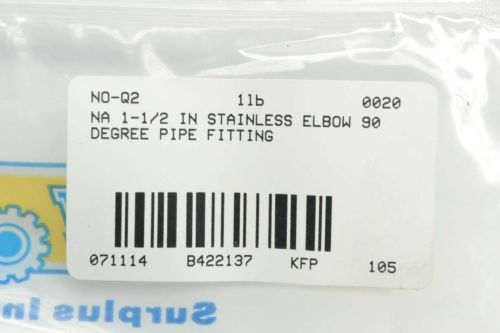 NO-Q2 1lb 0020
NA 1-1/2 IN STAINLESS ELBOW 90
DEGREE PIPE FITTING
071114 B422137 KFP 105
Surplus In